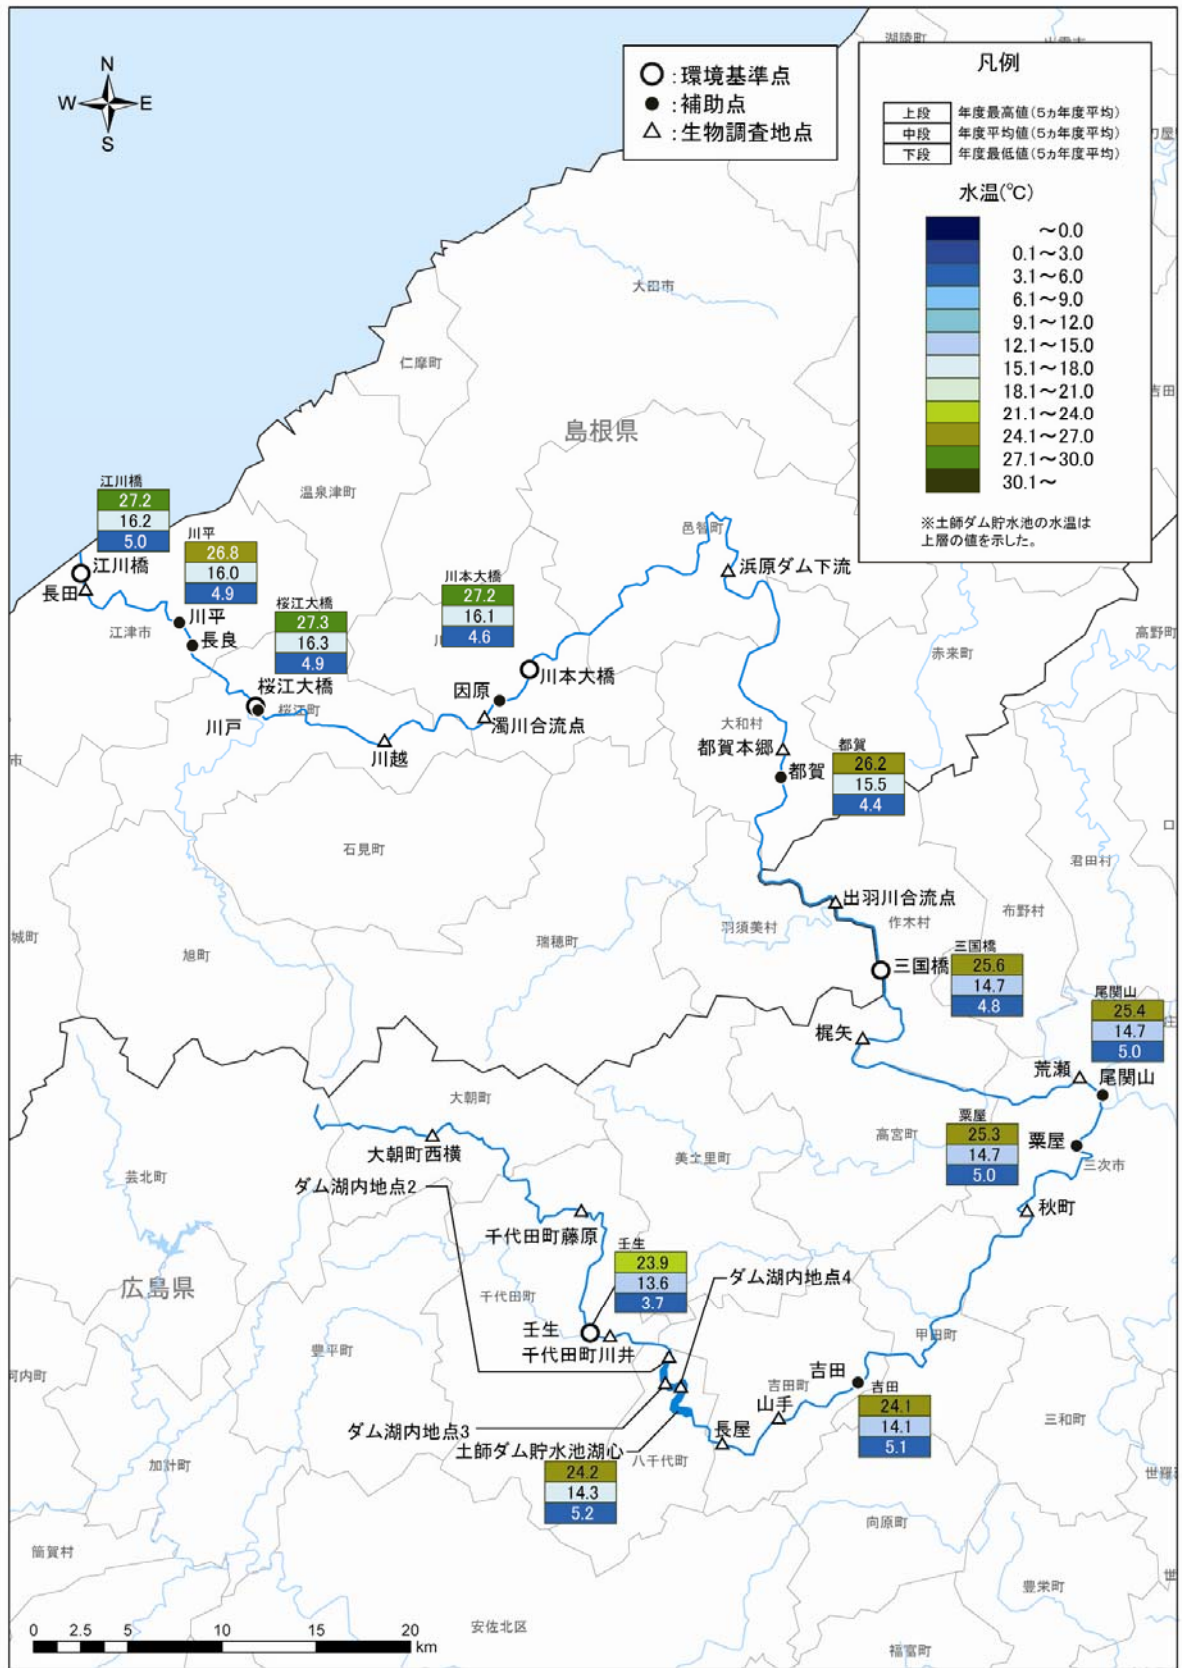 N
W E
S
○：環境基準点
●：補助点
△：生物調査地点
凡例
上段 年度最高値（5ヵ年度平均）
中段 年度平均値（5ヵ年度平均）
下段 年度最低値（5ヵ年度平均）
水温(℃)
～0.0
0.1～3.0
3.1～6.0
6.1～9.0
9.1～12.0
12.1～15.0
15.1～18.0
18.1～21.0
21.1～24.0
24.1～27.0
27.1～30.0
30.1～
※土師ダム貯水池の水温は
上層の値を示した。
湖陵町
大田市
仁摩町
島根県
温泉津町
吉田
邑智町
高野町
赤来町
江川橋
27.2
16.2
5.0
江川橋
長田
江津市
川平
26.8
16.0
4.9
川平
長良
桜江大橋
27.3
16.3
4.9
桜江大橋
川戸
桜江町
川本大橋
27.2
16.1
4.6
川本大橋
因原
濁川合流点
川越
浜原ダム下流
大和村
都賀本郷
都賀
都賀
26.2
15.5
4.4
市
石見町
君田村
布野村
出羽川合流点
作木村
羽須美村
瑞穂町
旭町
城町
三国橋
三国橋
25.6
14.7
4.8
尾関山
25.4
14.7
5.0
梶矢
荒瀬
尾関山
大朝町
大朝町西横
高宮町
美土里町
粟屋
25.3
14.7
5.0
粟屋
三次市
秋町
芸北町
ダム湖内地点2
千代田町藤原
広島県
千代田町
壬生
23.9
13.6
3.7
ダム湖内地点4
壬生
千代田町川井
豊平町
河内町
甲田町
吉田
吉田町
吉田
24.1
14.1
5.1
山手
長屋
ダム湖内地点3
土師ダム貯水池湖心
24.2
14.3
5.2
八千代町
三和町
加計町
世羅
向原町
筒賀村
豊栄町
世
安佐北区
福富町
0 2.5 5 10 15 20
km